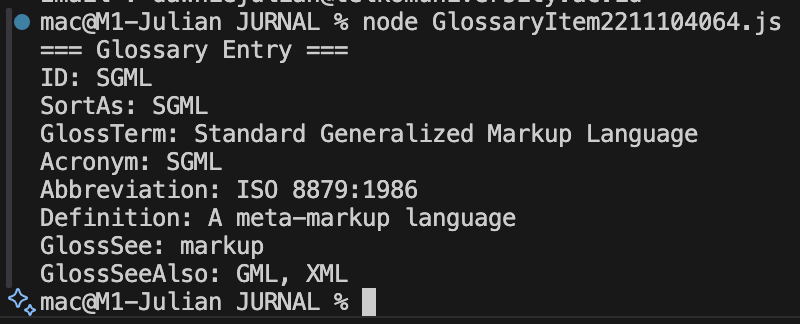 mac@M1-Julian JURNAL % node GlossaryItem2211104064.js
=== Glossary Entry ===
ID: SGML
SortAs: SGML
GlossTerm: Standard Generalized Markup Language
Acronym: SGML
Abbreviation: ISO 8879:1986
Definition: A meta-markup language
GlossSee: markup
GlossSeeAlso: GML, XML
mac@M1-Julian JURNAL %